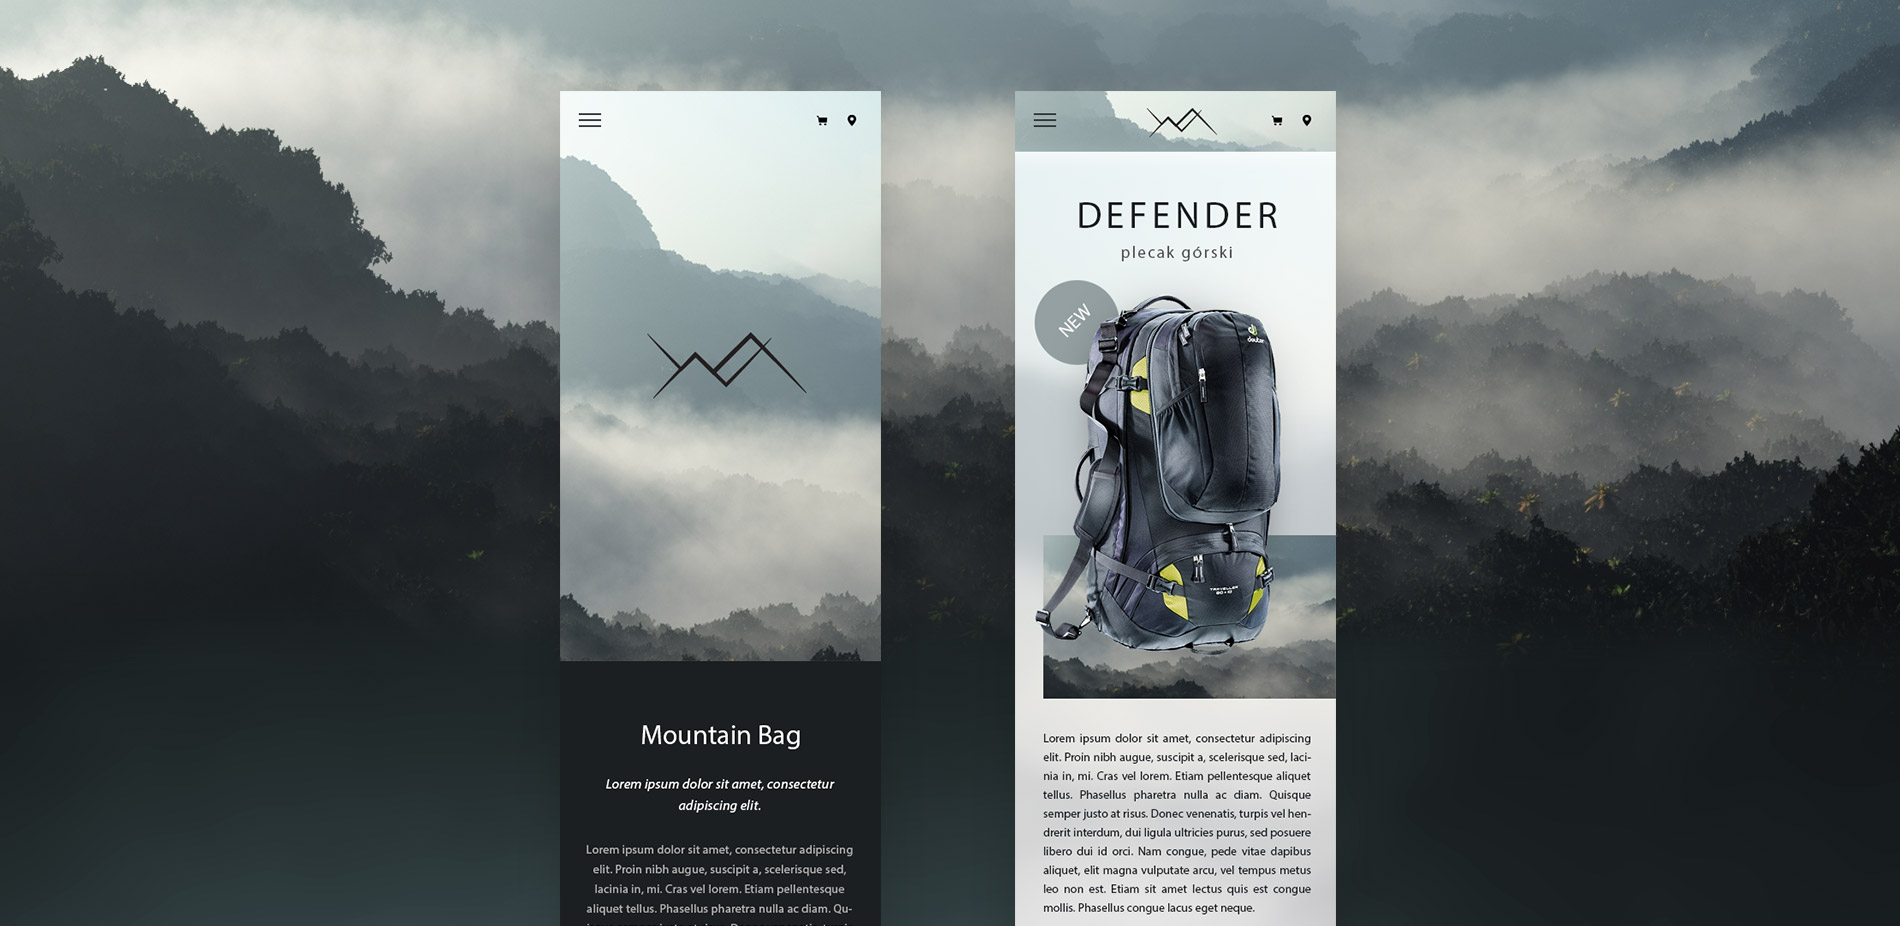 Mountain Bag
Lorem ipsum dolor sit amet, consectetur
adipiscing elit.
Lorem ipsum dolor sit amet, consectetur adipiscing
elit. Proin nibh augue, suscipit a, scelerisque sed,
lacinia in, mi. Cras vel lorem. Etiam pellentesque
aliquet tellus. Phasellus pharetra nulla ac diam. Qu-
DEFENDER
plecak górski
NEW
deuter
TRAVELLER
80+10
Lorem ipsum dolor sit amet, consectetur adipiscing
elit. Proin nibh augue, suscipit a, scelerisque sed, laci-
nia in, mi. Cras vel lorem. Etiam pellentesque aliquet
tellus. Phasellus pharetra nulla ac diam. Quisque
semper justo at risus. Donec venenatis, turpis vel hen-
drerit interdum, dui ligula ultricies purus, sed posuere
libero dui id orci. Nam congue, pede vitae dapibus
aliquet, elit magna vulputate arcu, vel tempus metus
leo non est. Etiam sit amet lectus quis est congue
mollis. Phasellus congue lacus eget neque.